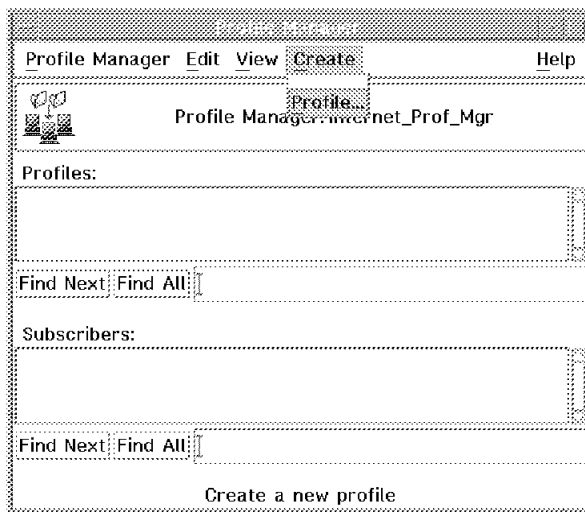 Profile Manager
Profile Manager Edit View Create Help
Profile...
Profile Manager: Internet_Prof_Mgr
Profiles:
Find Next Find All
Subscribers:
Find Next Find All
Create a new profile